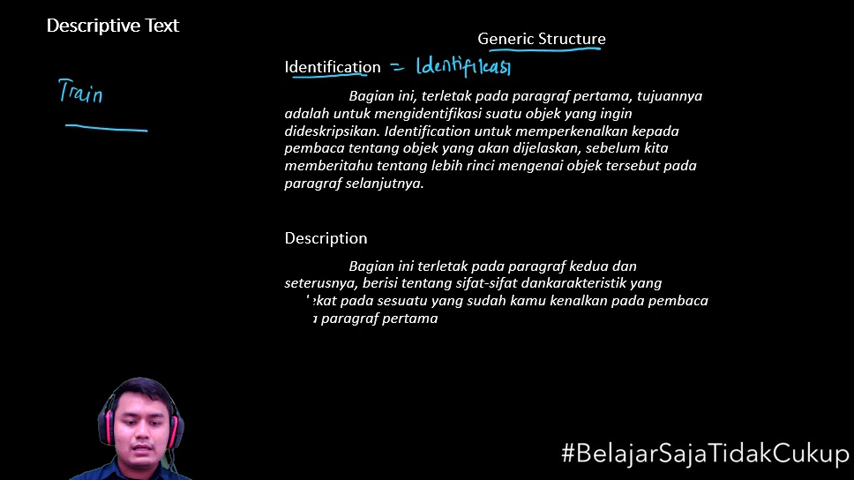 Descriptive Text
Generic Structure
Identification = Identifikasi
Train
Bagian ini, terletak pada paragraf pertama, tujuannya
adalah untuk mengidentifikasi suatu objek yang ingin
dideskripsikan. Identification untuk memperkenalkan kepada
pembaca tentang objek yang akan dijelaskan, sebelum kita
memberitahu tentang lebih rinci mengenai objek tersebut pada
paragraf selanjutnya.
Description
Bagian ini terletak pada paragraf kedua dan
seterusnya, berisi tentang sifat-sifat dankarakteristik yang
pada sesuatu yang sudah kamu kenalkan pada pembaca
paragraf pertama
#BelajarSajaTidakCukup